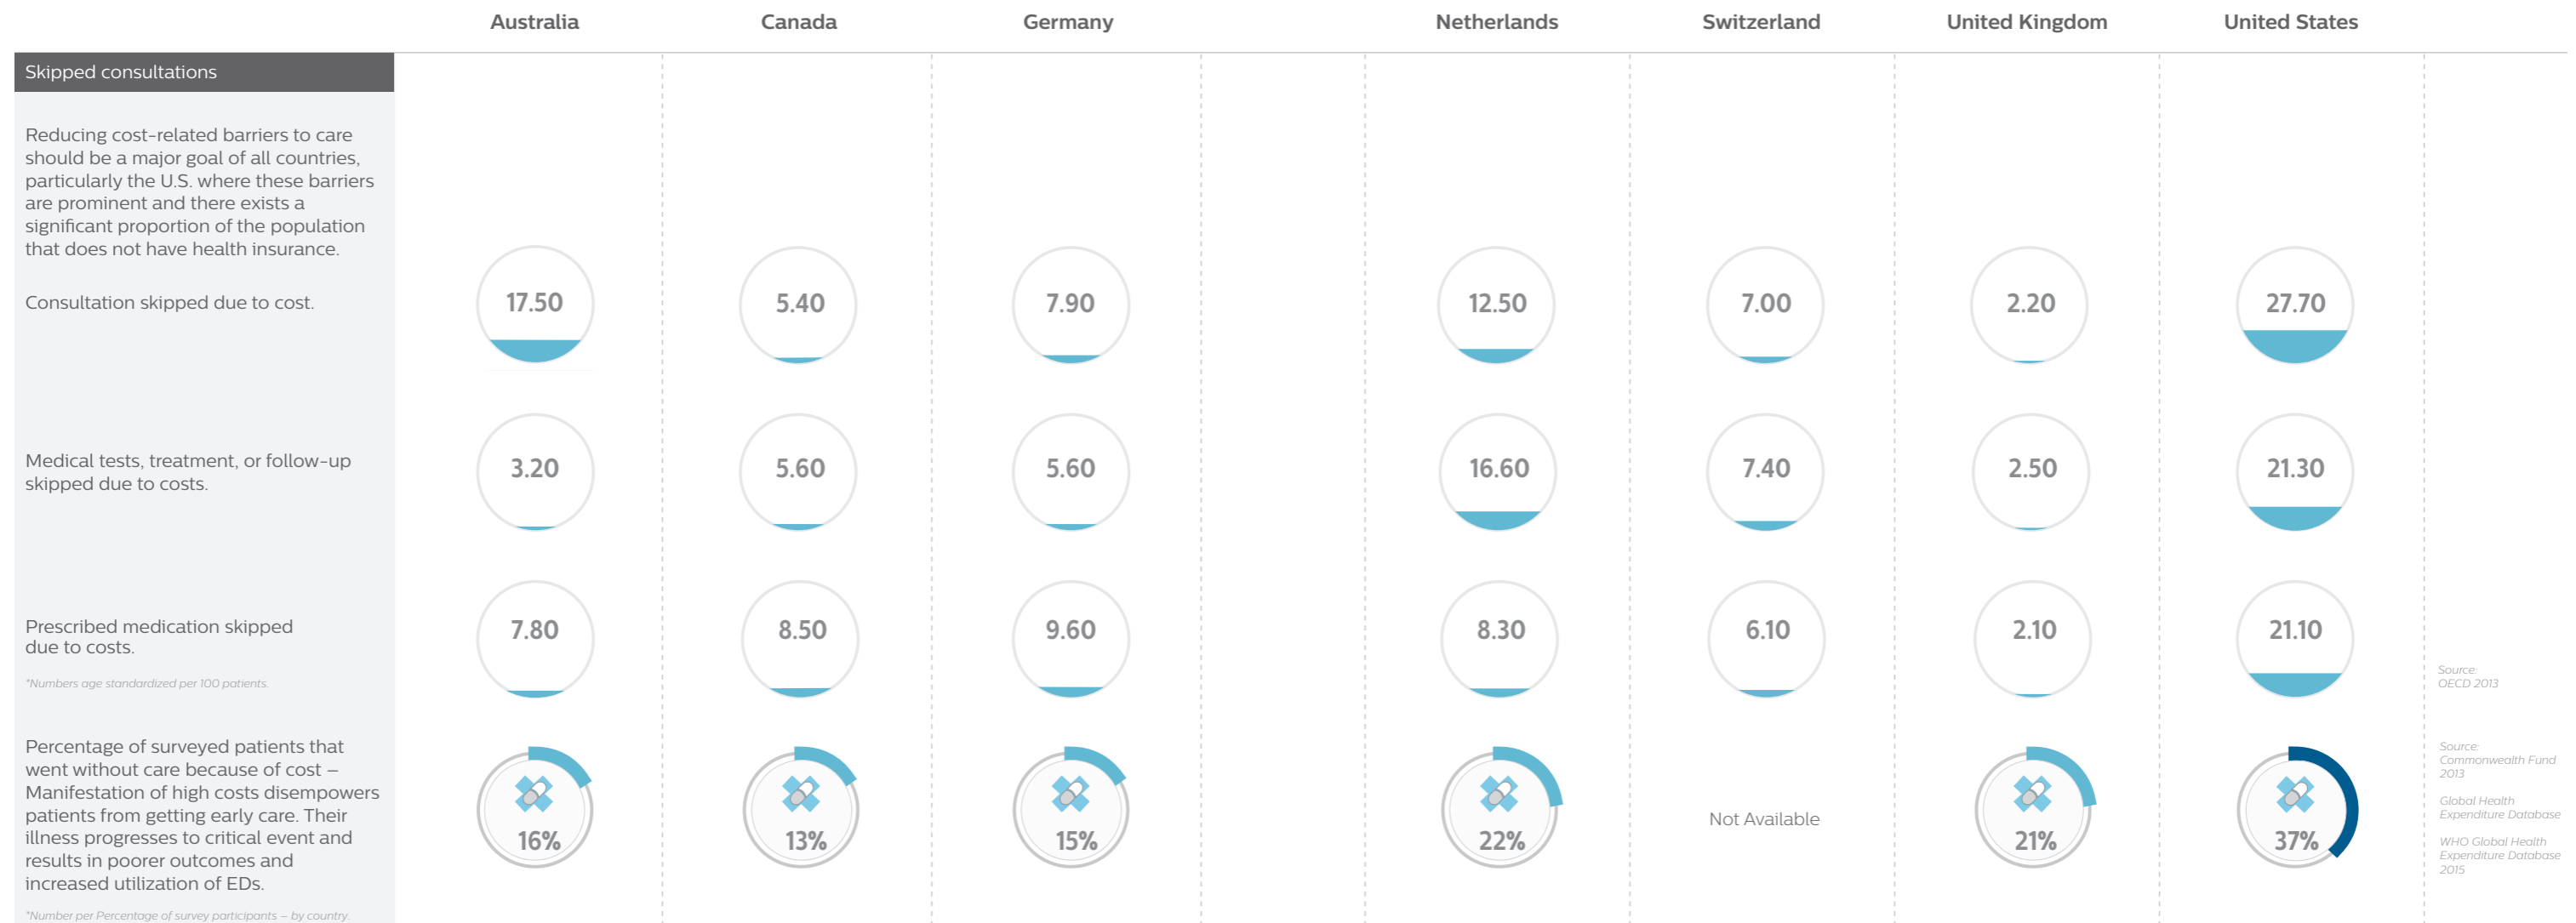 Australia Canada Germany Netherlands Switzerland United Kingdom United States
Skipped consultations
Reducing cost-related barriers to care
should be a major goal of all countries,
particularly the U.S. where these barriers
are prominent and there exists a
significant proportion of the population
that does not have health insurance.
Consultation skipped due to cost.
17.50 5.40 7.90 12.50 7.00 2.20 27.70
Medical tests, treatment, or follow-up
skipped due to costs.
3.20 5.60 5.60 16.60 7.40 2.50 21.30
Prescribed medication skipped
due to costs.
7.80 8.50 9.60 8.30 6.10 2.10 21.10
*Numbers age standardized per 100 patients.
Source:
OECD 2013
Percentage of surveyed patients that
went without care because of cost –
Manifestation of high costs disempowers
patients from getting early care. Their
illness progresses to critical event and
results in poorer outcomes and
increased utilization of EDs.
16% 13% 15% 22% Not Available 21% 37%
Source:
Commonwealth Fund
2013
Global Health
Expenditure Database
WHO Global Health
Expenditure Database
2015
*Number per Percentage of survey participants – by country.